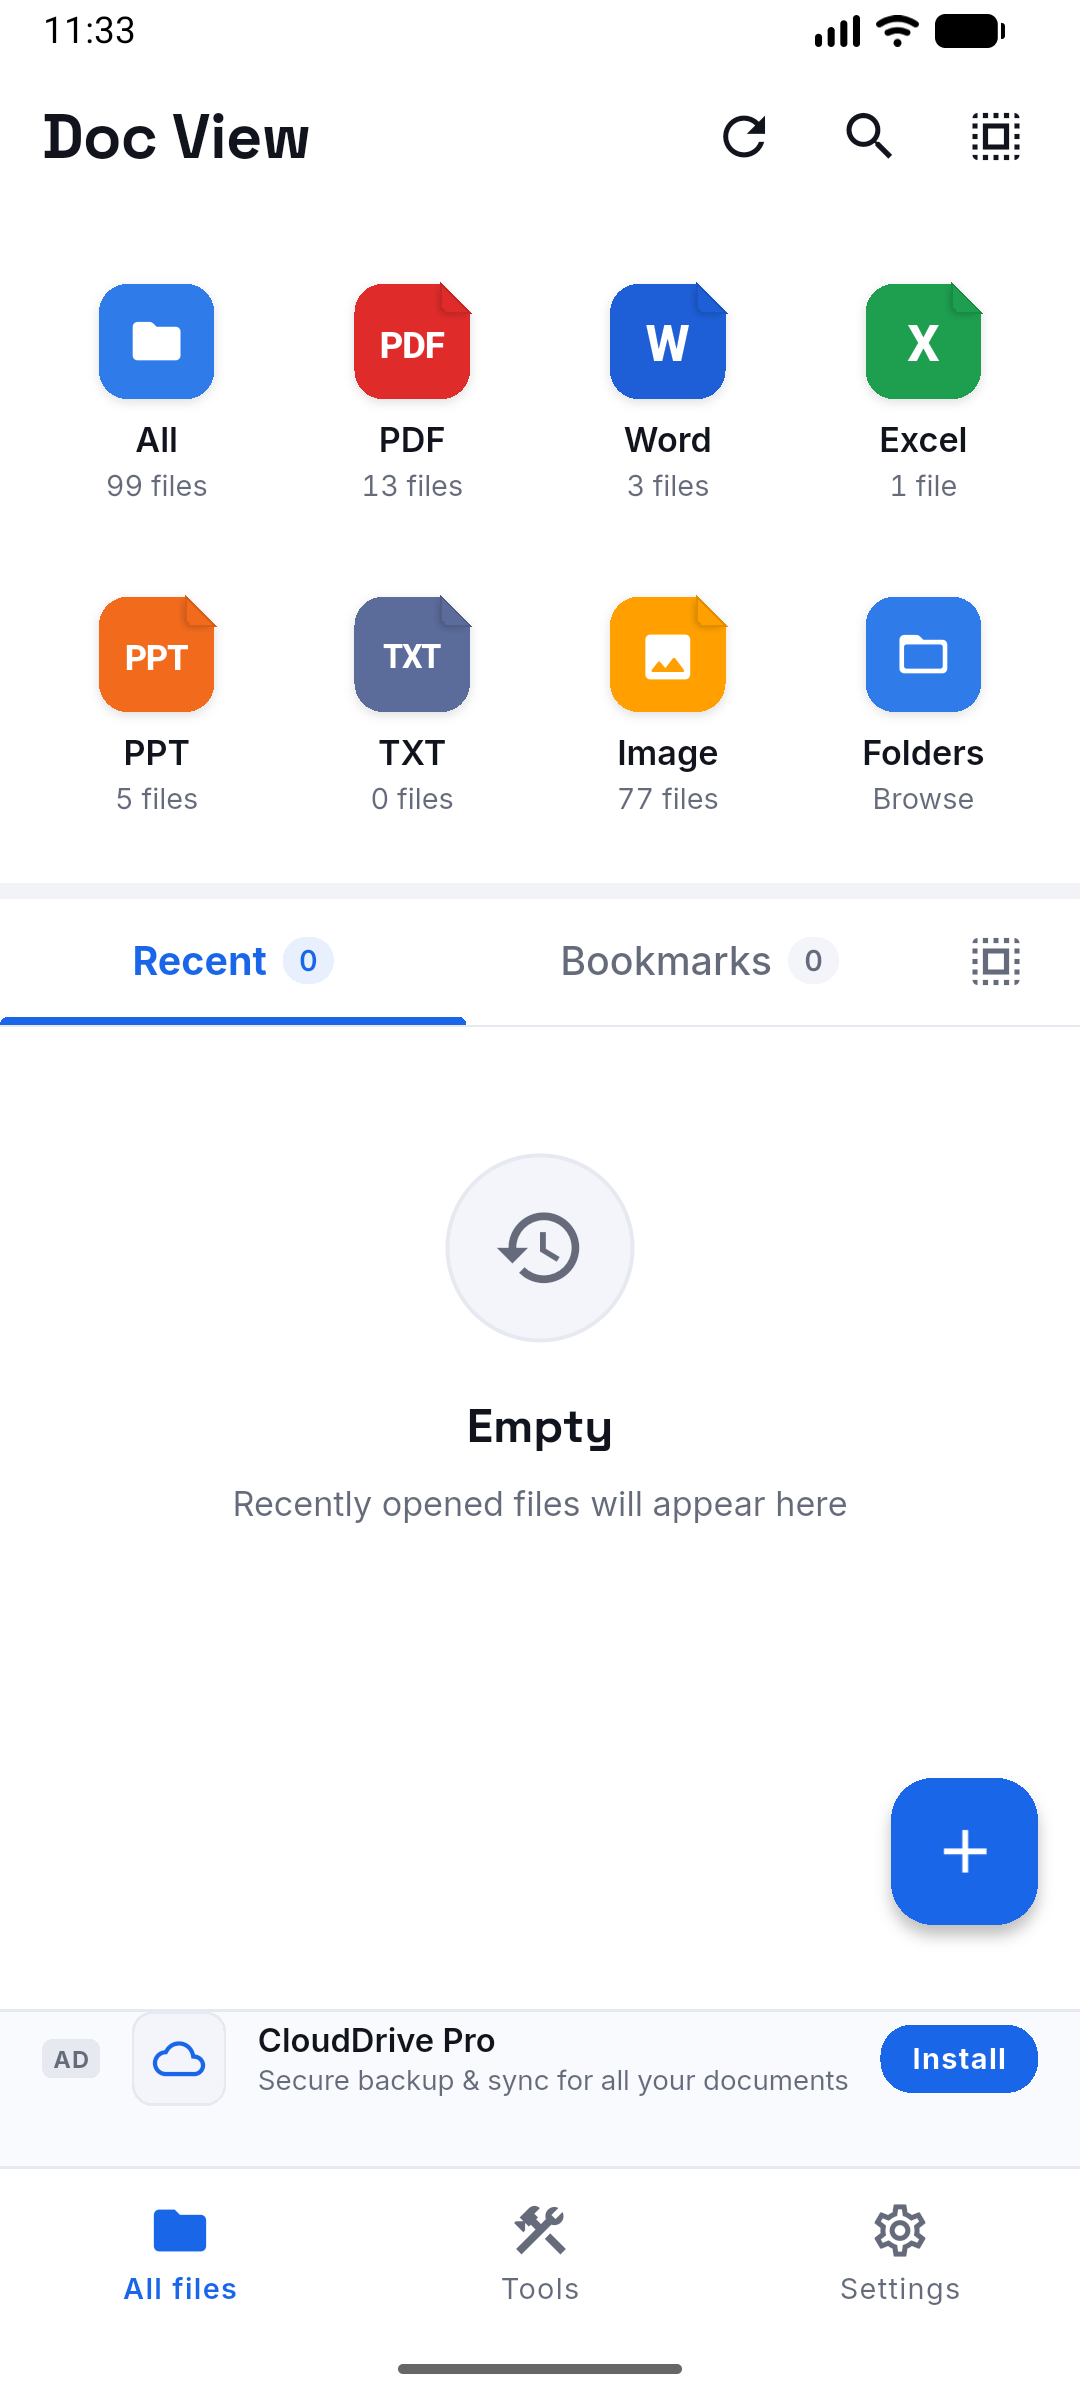 11:33
Doc View
PDF
W
X
All
PDF
Word
Excel
99 files
13 files
3 files
1 file
PPT
TXT
PPT
TXT
Image
Folders
5 files
0 files
77 files
Browse
Recent 0
Bookmarks 0
Empty
Recently opened files will appear here
AD
CloudDrive Pro
Secure backup & sync for all your documents
Install
All files
Tools
Settings